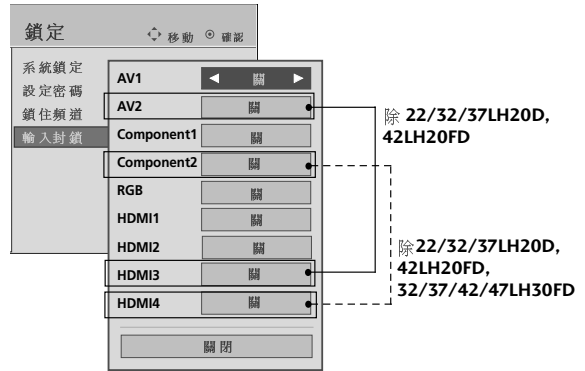 鎖定
移動 ⊙ 確認
系統鎖定
設定密碼
鎖住頻道
輸入封鎖
AV1 ◀ 關 ▶
AV2 關
Component1 關
Component2 關
RGB 關
HDMI1 關
HDMI2 關
HDMI3 關
HDMI4 關
關閉
除 22/32/37LH20D,
42LH20FD
除22/32/37LH20D,
42LH20FD,
32/37/42/47LH30FD